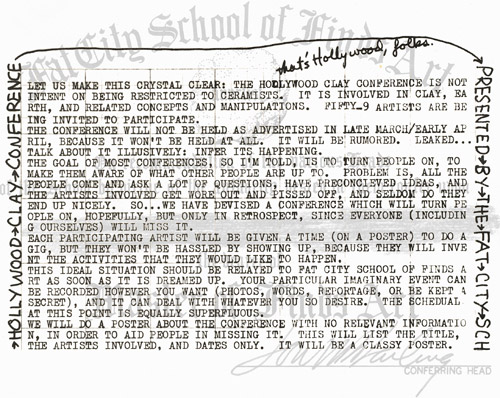 Fat City School of Finds Art
that's Hollywood, folks.
HOLLYWOOD→CLAY→CONFERENCE
LET US MAKE THIS CRYSTAL CLEAR: THE HOLLYWOOD CLAY CONFERENCE IS NOT
INTENT ON BEING RESTRICTED TO CERAMISTS. IT IS INVOLVED IN CLAY, EA
RTH, AND RELATED CONCEPTS AND MANIPULATIONS. FIFTY_9 ARTISTS ARE BE
ING INVITED TO PARTICIPATE.
THE CONFERENCE WILL NOT BE HELD AS ADVERTISED IN LATE MARCH/EARLY AP
RIL, BECAUSE IT WON'T BE HELD AT ALL. IT WILL BE RUMORED. LEAKED...
TALK ABOUT IT ILLUSIVELY: INFER ITS HAPPENING.
THE GOAL OF MOST CONFERENCES, SO I'M TOLD, IS TO TURN PEOPLE ON, TO
MAKE THEM AWARE OF WHAT OTHER PEOPLE ARE UP TO. PROBLEM IS, ALL THE
PEOPLE COME AND ASK A LOT OF QUESTIONS, HAVE PRECONCIEVED IDEAS, AND
THE ARTISTS INVOLVED GET WORE OUT AND PISSED OFF, AND SELDOM DO THEY
END UP NICELY. SO...WE HAVE DEVISED A CONFERENCE WHICH WILL TURN PE
OPLE ON, HOPEFULLY, BUT ONLY IN RETROSPECT, SINCE EVERYONE (INCLUDIN
G OURSELVES) WILL MISS IT.
EACH PARTICIPATING ARTIST WILL BE GIVEN A TIME (ON A POSTER) TO DO A
GIG, BUT THEY WON'T BE HASSLED BY SHOWING UP, BECAUSE THEY WILL INVE
NT THE ACTIVITIES THAT THEY WOULD LIKE TO HAPPEN.
THIS IDEAL SITUATION SHOULD BE RELAYED TO FAT CITY SCHOOL OF FINDS A
RT AS SOON AS IT IS DREAMED UP. YOUR PARTICULAR IMAGINARY EVENT CAN
BE RECORDED HOWEVER YOU WANT (PHOTOS, WORDS, REPORTAGE, OR BE KEPT A
SECRET), AND IT CAN DEAL WITH WHATEVER YOU SO DESIRE. THE SCHEDUAL
AT THIS POINT IS EQUALLY SUPERFLUOUS.
WE WILL DO A POSTER ABOUT THE CONFERENCE WITH NO RELEVANT INFORMATIO
N, IN ORDER TO AID PEOPLE IN MISSING IT. THIS WILL LIST THE TITLE,
THE ARTISTS INVOLVED, AND DATES ONLY. IT WILL BE A CLASSY POSTER.
PRESENTED→BY→THE→FAT→CITY→SCH
CONFERRING HEAD